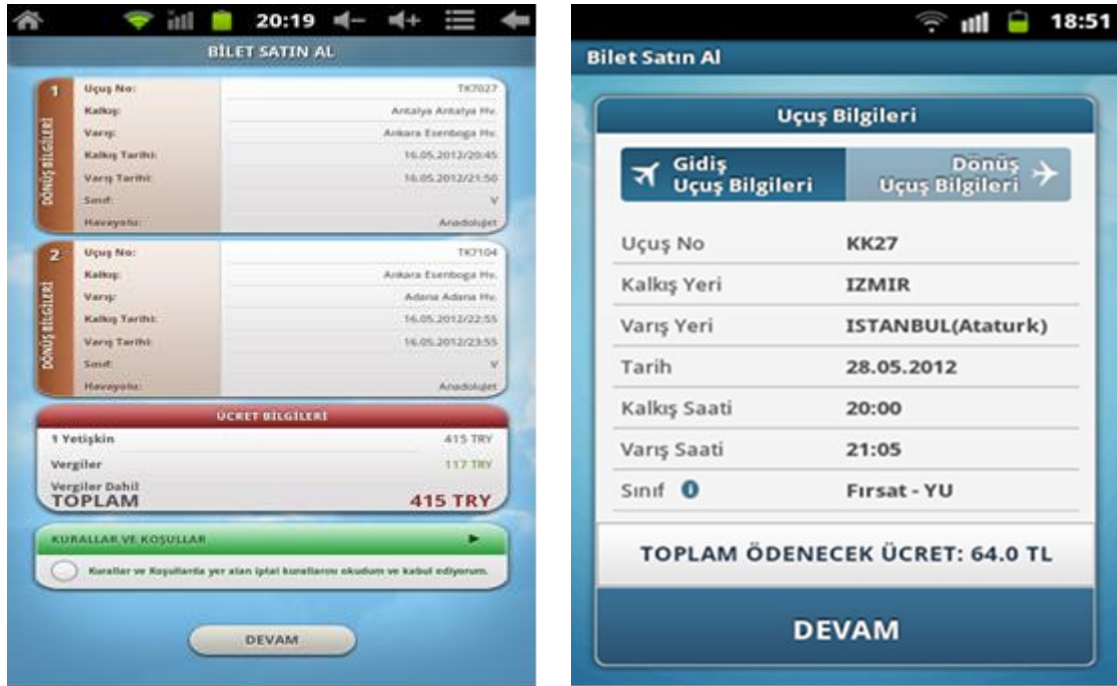 20:19
BİLET SATIN AL
1
DÖNÜŞ BİLGİLERİ
Uçuş No: TK7027
Kalkış: Antalya Antalya Hv.
Varış: Ankara Esenboga Hv.
Kalkış Tarihi: 16.05.2012/20:45
Varış Tarihi: 16.05.2012/21:50
Sınıf: V
Havayolu: AnadoluJet
2
DÖNÜŞ BİLGİLERİ
Uçuş No: TK7104
Kalkış: Ankara Esenboga Hv.
Varış: Adana Adana Hv.
Kalkış Tarihi: 16.05.2012/22:55
Varış Tarihi: 16.05.2012/23:55
Sınıf: V
Havayolu: AnadoluJet
ÜCRET BİLGİLERİ
1 Yetişkin 415 TRY
Vergiler 117 TRY
Vergiler Dahil
TOPLAM 415 TRY
KURALLAR VE KOŞULLAR
Kurallar ve Koşullarda yer alan iptal kurallarını okudum ve kabul ediyorum.
DEVAM
18:51
Bilet Satın Al
Uçuş Bilgileri
Gidiş
Uçuş Bilgileri
Dönüş
Uçuş Bilgileri
Uçuş No KK27
Kalkış Yeri IZMIR
Varış Yeri ISTANBUL(Ataturk)
Tarih 28.05.2012
Kalkış Saati 20:00
Varış Saati 21:05
Sınıf Fırsat - YU
TOPLAM ÖDENECEK ÜCRET: 64.0 TL
DEVAM